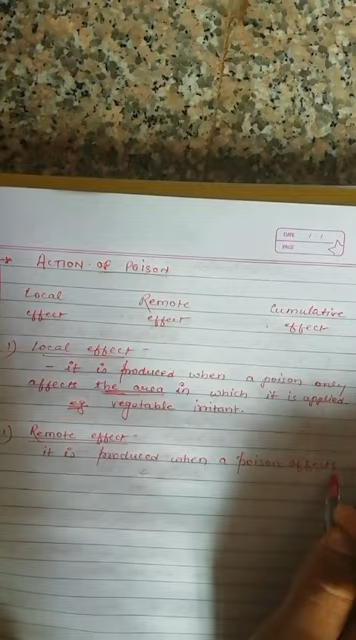 DATE / /
PAGE
* ACTION OF POISON
Local Remote Cumulative
effect effect effect
1) Local effect -
- it is produced when a poison only
affects the area in which it is applied
eg vegetable irritant.
) Remote effect -
it is produced when a poison affects